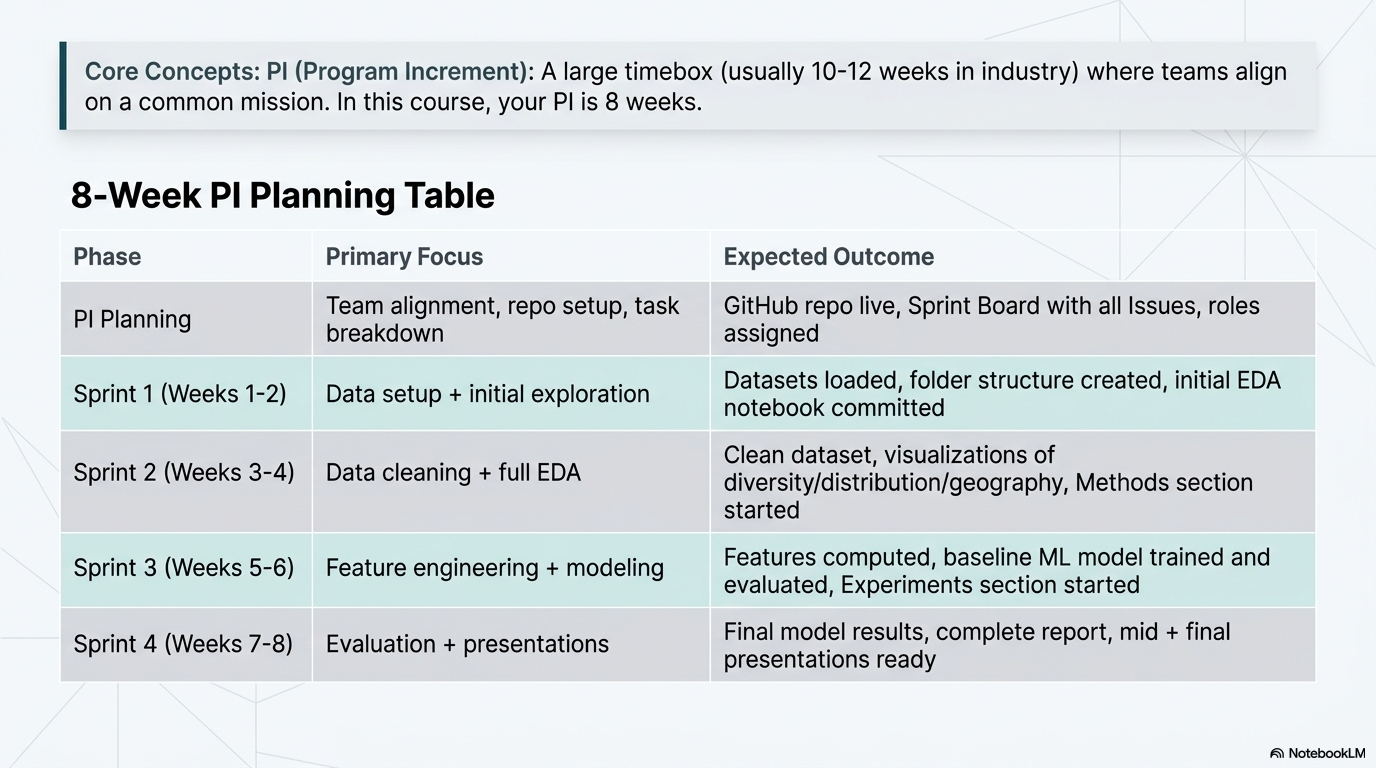 Core Concepts: PI (Program Increment): A large timebox (usually 10-12 weeks in industry) where teams align
on a common mission. In this course, your PI is 8 weeks.
8-Week PI Planning Table
Phase
Primary Focus
Expected Outcome
PI Planning
Team alignment, repo setup, task
breakdown
GitHub repo live, Sprint Board with all Issues, roles
assigned
Sprint 1 (Weeks 1-2)
Data setup + initial exploration
Datasets loaded, folder structure created, initial EDA
notebook committed
Sprint 2 (Weeks 3-4)
Data cleaning + full EDA
Clean dataset, visualizations of
diversity/distribution/geography, Methods section
started
Sprint 3 (Weeks 5-6)
Feature engineering + modeling
Features computed, baseline ML model trained and
evaluated, Experiments section started
Sprint 4 (Weeks 7-8)
Evaluation + presentations
Final model results, complete report, mid + final
presentations ready
NotebookLM